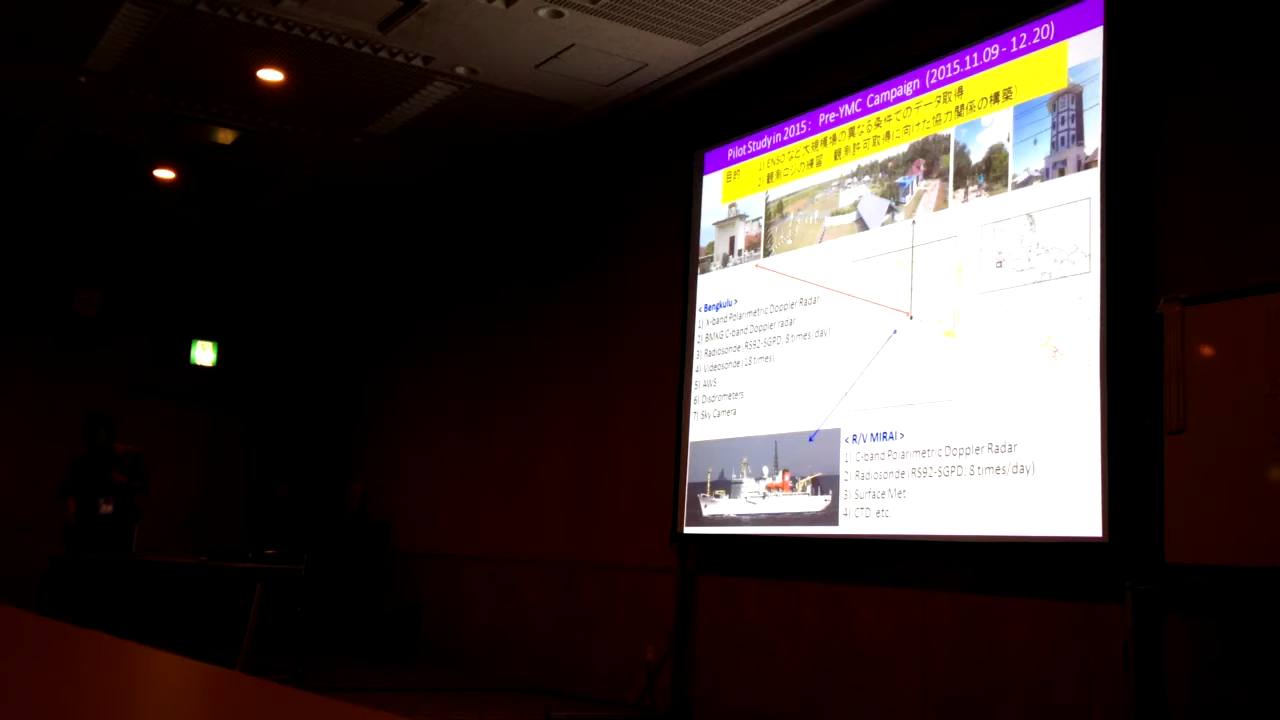 Pilot Study in 2015: Pre-YMC Campaign (2015.11.09 - 12.20)
目的 1) ENSOなど大規模場の異なる条件でのデータ取得
2) 観測の練習 観測許可取得に向けた協力関係の構築
< Bengkulu >
1) X-band Polarimetric Doppler Radar
2) BMKG C-band Doppler radar
3) Radiosonde (RS92-SGPD: 8 times/day)
4) Videosonde (18 times)
5) AWS
6) Disdrometers
7) Sky Camera
< R/V MIRAI >
1) C-band Polarimetric Doppler Radar
2) Radiosonde (RS92-SGPD: 8 times/day)
3) Surface Met
4) CTD etc.